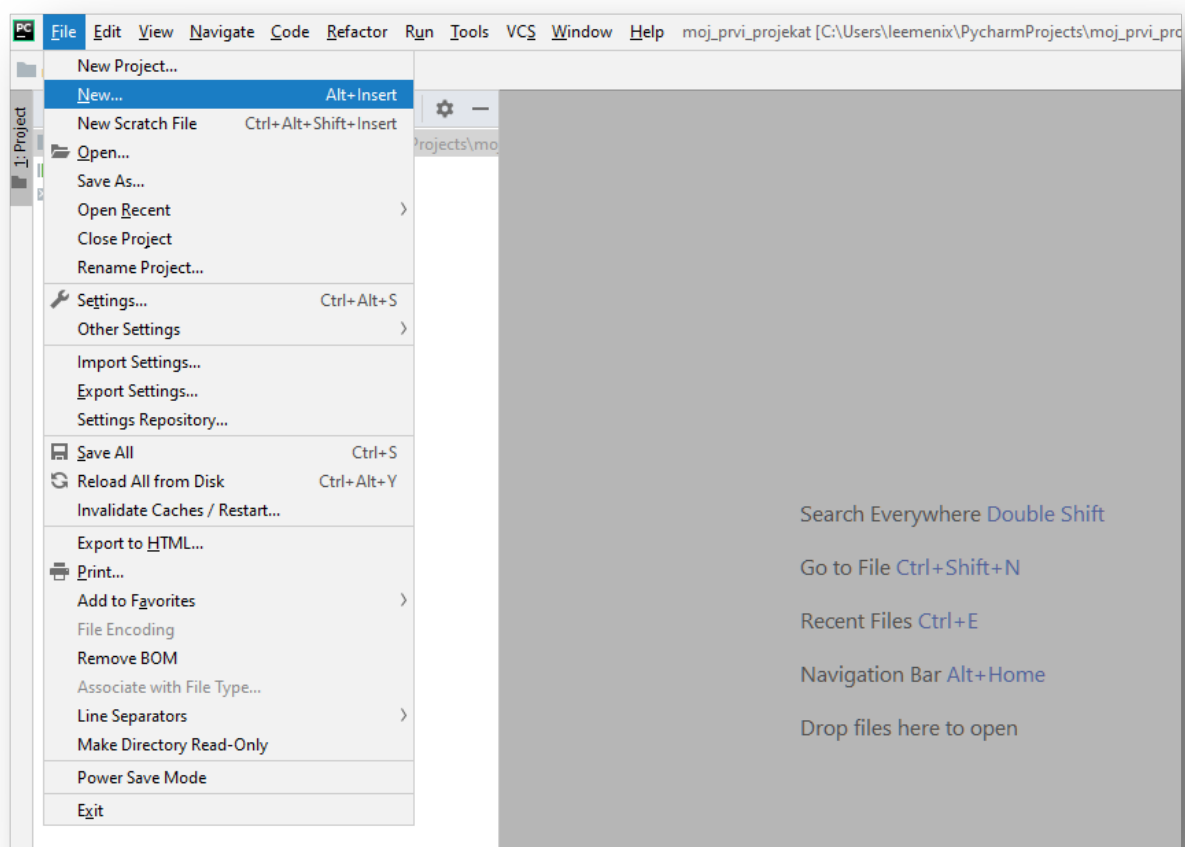 PC File Edit View Navigate Code Refactor Run Tools VCS Window Help moj_prvi_projekat [C:\Users\leemenix\PycharmProjects\moj_prvi_pro
New Project...
New... Alt+Insert
New Scratch File Ctrl+Alt+Shift+Insert
Open...
Save As...
Open Recent
Close Project
Rename Project...
Settings... Ctrl+Alt+S
Other Settings
Import Settings...
Export Settings...
Settings Repository...
Save All Ctrl+S
Reload All from Disk Ctrl+Alt+Y
Invalidate Caches / Restart...
Export to HTML...
Print...
Add to Favorites
File Encoding
Remove BOM
Associate with File Type...
Line Separators
Make Directory Read-Only
Power Save Mode
Exit
1: Project
Projects\mo
Search Everywhere Double Shift
Go to File Ctrl+Shift+N
Recent Files Ctrl+E
Navigation Bar Alt+Home
Drop files here to open